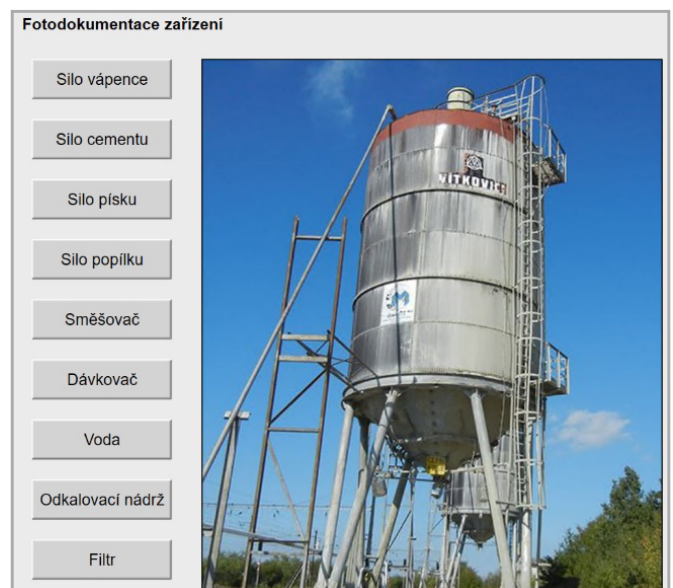 Fotodokumentace zařízení
Silo vápence
Silo cementu
Silo písku
Silo popílku
Směšovač
Dávkovač
Voda
Odkalovací nádrž
Filtr
VÍTKOVICE